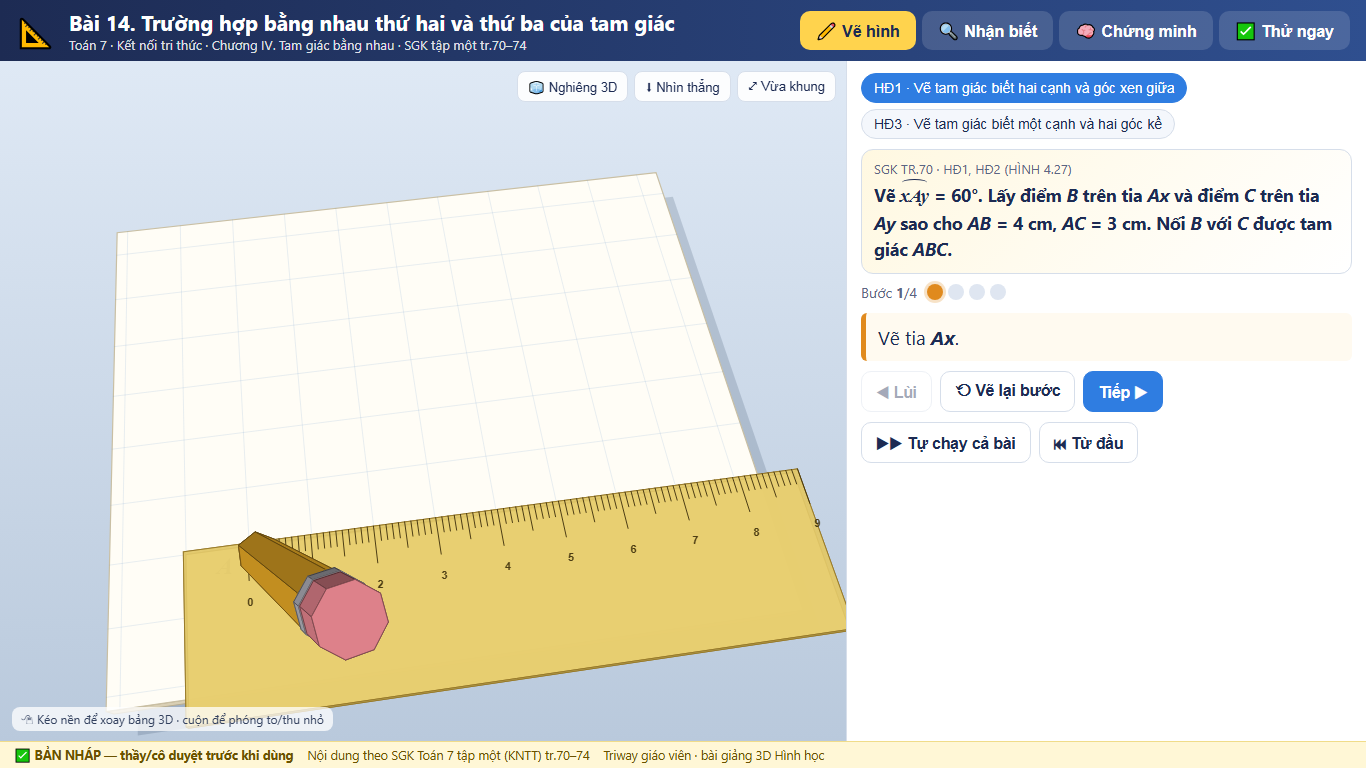 Bài 14. Trường hợp bằng nhau thứ hai và thứ ba của tam giác
Toán 7 · Kết nối tri thức · Chương IV. Tam giác bằng nhau · SGK tập một tr.70–74
Vẽ hình
Nhận biết
Chứng minh
Thử ngay
Nghiêng 3D
Nhìn thẳng
Vừa khung
HĐ1 · Vẽ tam giác biết hai cạnh và góc xen giữa
HĐ3 · Vẽ tam giác biết một cạnh và hai góc kề
SGK TR.70 · HĐ1, HĐ2 (HÌNH 4.27)
Vẽ xAy = 60°. Lấy điểm B trên tia Ax và điểm C trên tia
Ay sao cho AB = 4 cm, AC = 3 cm. Nối B với C được tam
giác ABC.
Bước 1/4
Vẽ tia Ax.
◀ Lùi
Vẽ lại bước
Tiếp ▶
▶▶ Tự chạy cả bài
⏮ Từ đầu
0
2
3
4
5
6
7
8
9
Kéo nền để xoay bảng 3D · cuộn để phóng to/thu nhỏ
✅ BẢN NHÁP — thầy/cô duyệt trước khi dùng Nội dung theo SGK Toán 7 tập một (KNTT) tr.70–74 Triway giáo viên · bài giảng 3D Hình học